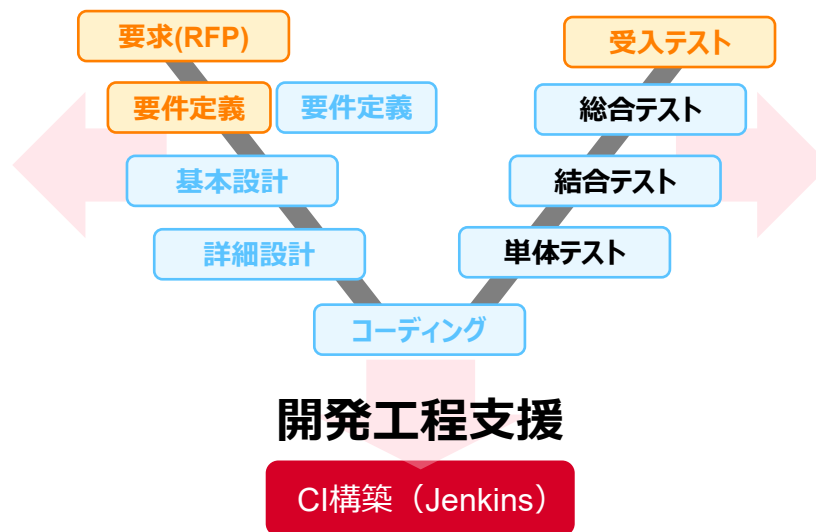 要求(RFP)
受入テスト
要件定義
要件定義
総合テスト
基本設計
結合テスト
詳細設計
単体テスト
コーディング
開発工程支援
CI構築（Jenkins）